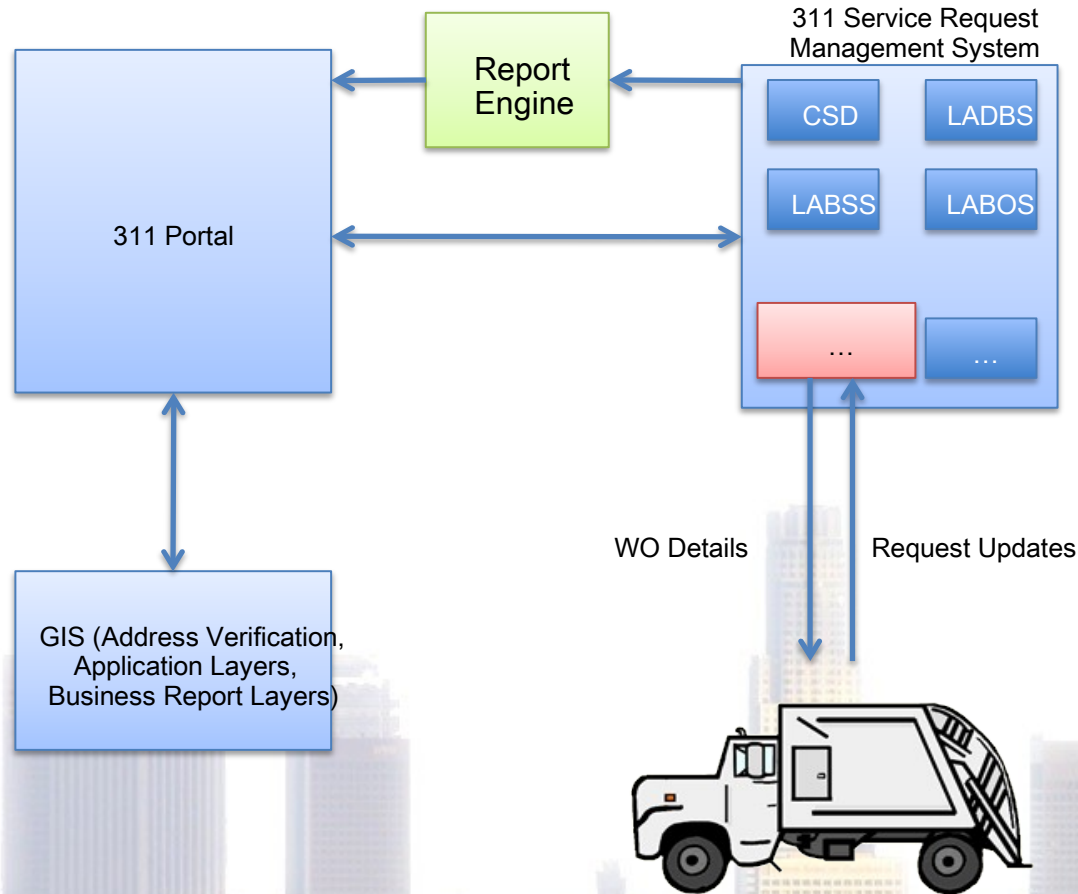 311 Service Request
Management System
Report
Engine
CSD
LADBS
LABSS
LABOS
311 Portal
...
...
WO Details
Request Updates
GIS (Address Verification,
Application Layers,
Business Report Layers)